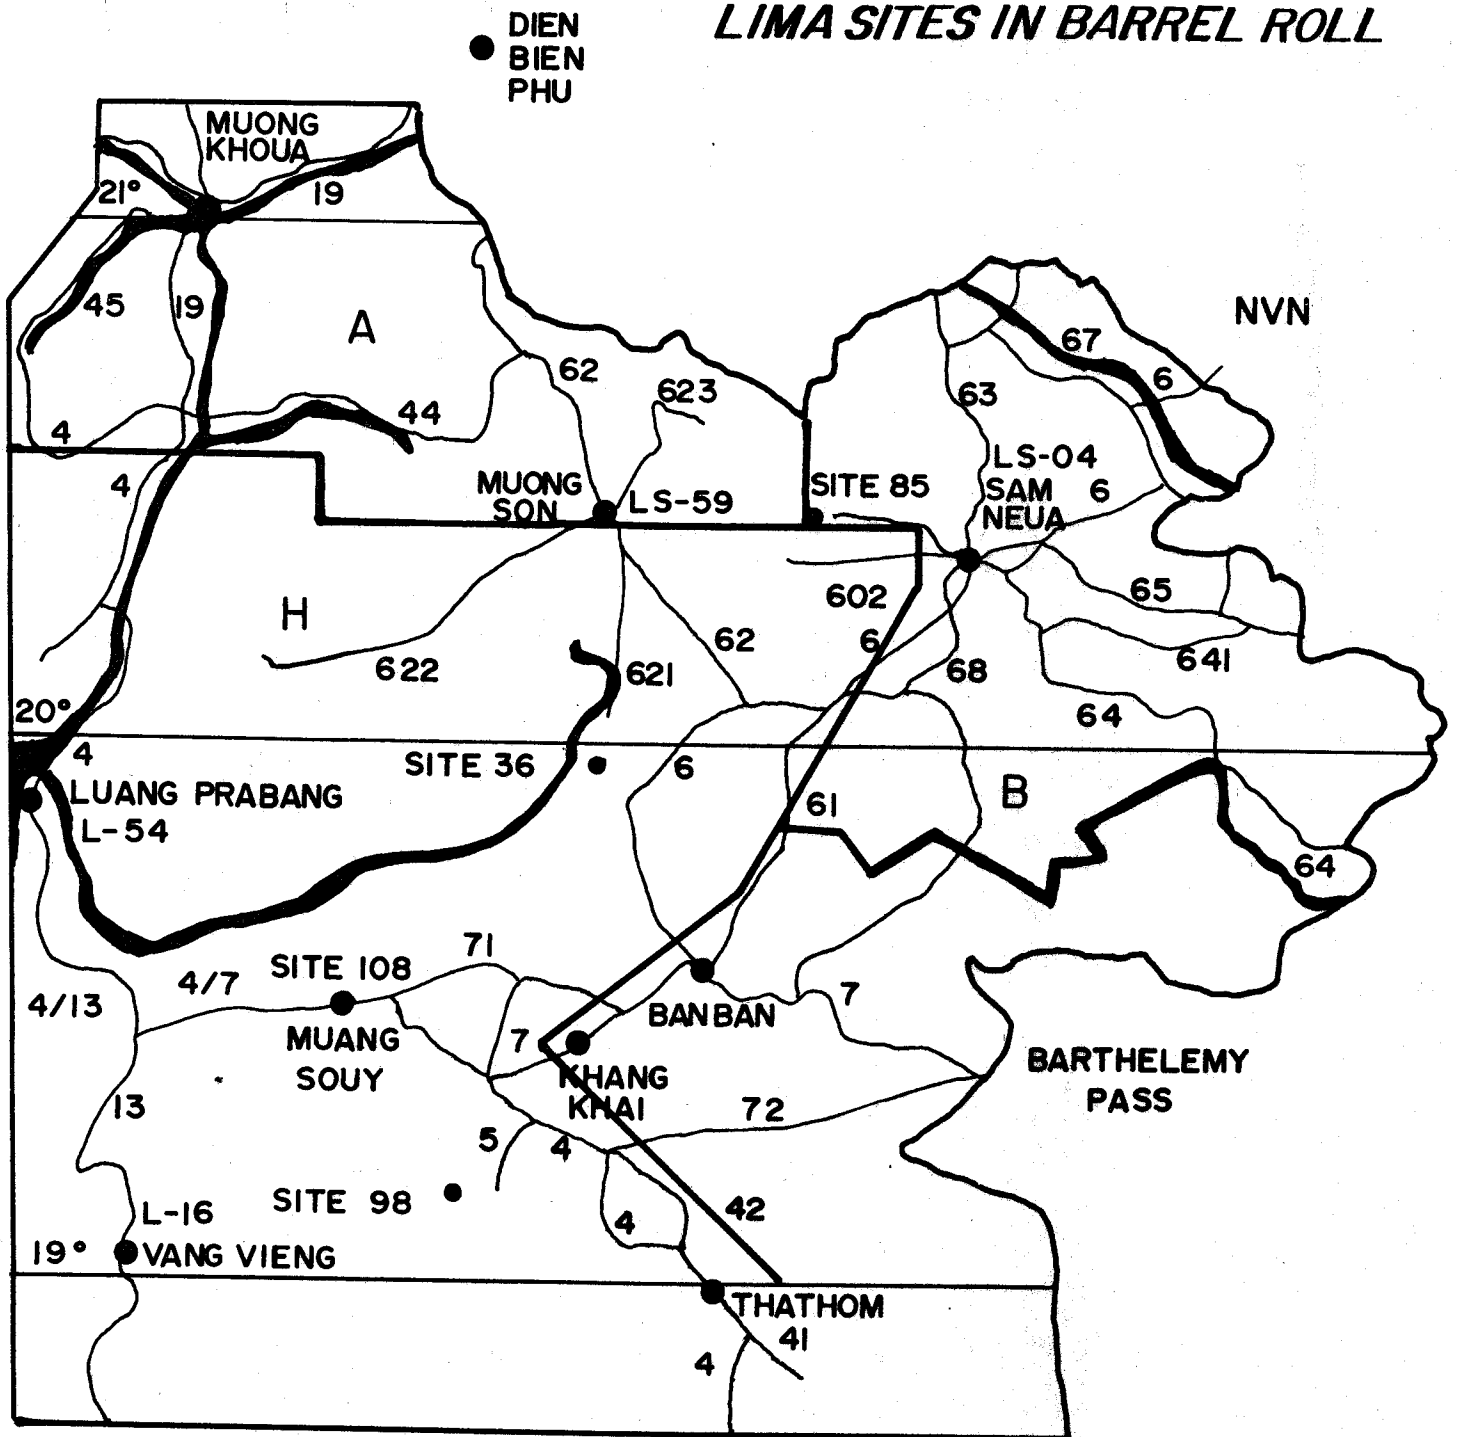 LIMA SITES IN BARREL ROLL
DIEN
BIEN
PHU
MUONG
KHOUA
21°
19
45
19
A
NVN
67
6
62
623
63
44
4
4
MUONG
SON
LS-59
SITE 85
LS-04
SAM
NEUA
6
602
65
H
622
621
62
6
68
641
64
20°
4
SITE 36
6
61
B
LUANG PRABANG
L-54
64
71
SITE 108
4/7
4/13
7
BAN BAN
MUANG
SOUY
7
KHANG
KHAI
BARTHELEMY
PASS
13
5
4
72
SITE 98
L-16
4
42
19°
VANG VIENG
THATHOM
41
4